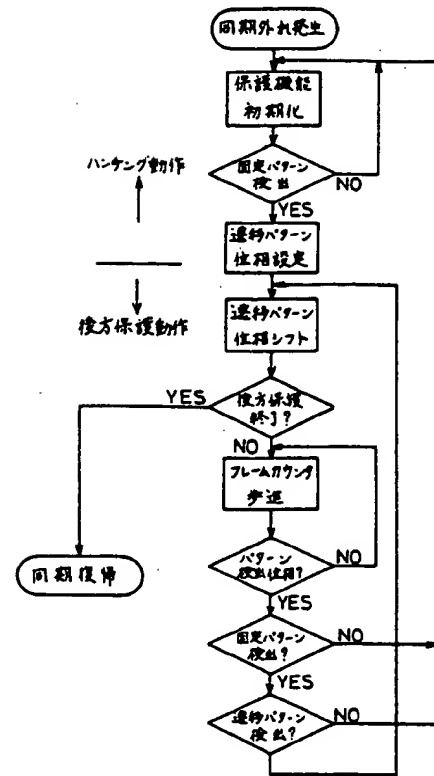 同期外れ発生
保護機能
初期化
ハンチング動作
固定パターン
検出
NO
YES
遷移パターン
位相設定
後方保護動作
遷移パターン
位相シフト
YES
後方保護
終了?
NO
フレームカウンタ
歩進
同期復帰
パターン
検出位相?
NO
YES
固定パターン
検出?
NO
YES
遷移パターン
検出?
NO